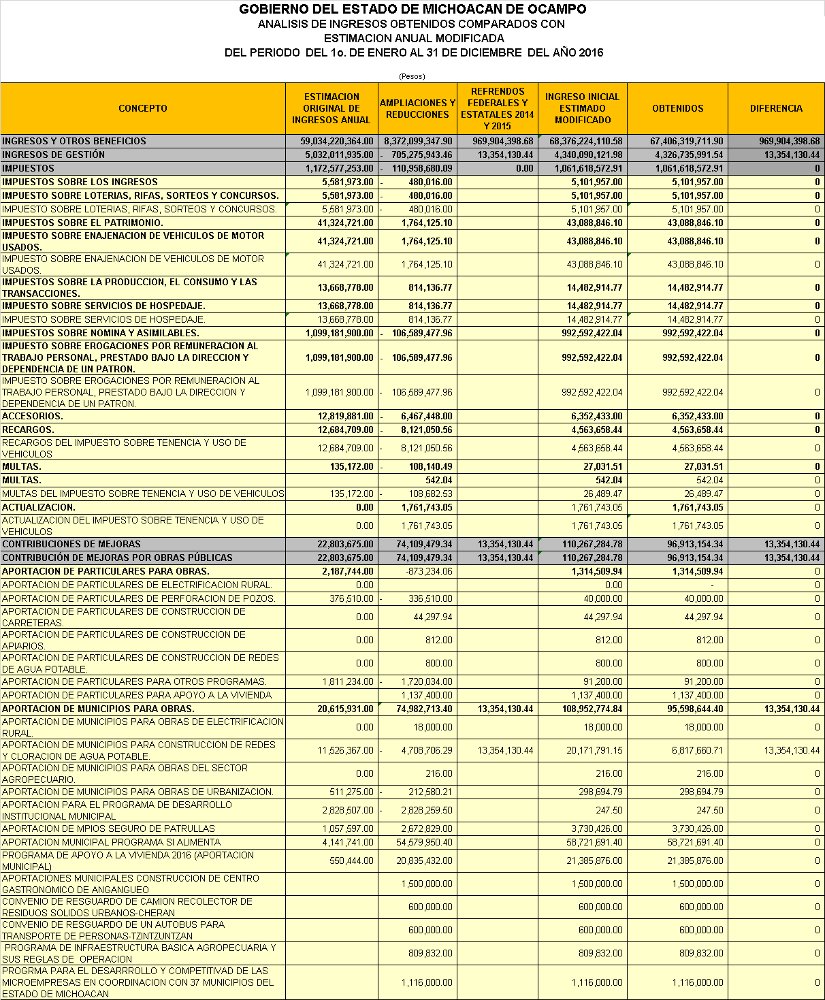 GOBIERNO DEL ESTADO DE MICHOACAN DE OCAMPO
ANALISIS DE INGRESOS OBTENIDOS COMPARADOS CON
ESTIMACION ANUAL MODIFICADA
DEL PERIODO DEL 1o. DE ENERO AL 31 DE DICIEMBRE DEL AÑO 2016
(Pesos)
CONCEPTO
ESTIMACION
ORIGINAL DE
INGRESOS ANUAL
AMPLIACIONES Y
REDUCCIONES
REFRENDOS
FEDERALES Y
ESTATALES 2014
Y 2015
INGRESO INICIAL
ESTIMADO
MODIFICADO
OBTENIDOS
DIFERENCIA
INGRESOS Y OTROS BENEFICIOS 59,034,220,364.00 8,372,099,347.90 969,904,398.68 68,376,224,110.58 67,406,319,711.90 969,904,398.68
INGRESOS DE GESTIÓN 5,032,011,935.00 - 705,275,943.46 13,354,130.44 4,340,090,121.98 4,326,735,991.54 13,354,130.44
IMPUESTOS 1,172,577,253.00 - 110,958,680.09 0.00 1,061,618,572.91 1,061,618,572.91 0
IMPUESTOS SOBRE LOS INGRESOS 5,581,973.00 - 480,016.00 5,101,957.00 5,101,957.00 0
IMPUESTO SOBRE LOTERIAS, RIFAS, SORTEOS Y CONCURSOS. 5,581,973.00 - 480,016.00 5,101,957.00 5,101,957.00 0
IMPUESTO SOBRE LOTERIAS, RIFAS, SORTEOS Y CONCURSOS. 5,581,973.00 - 480,016.00 5,101,957.00 5,101,957.00 0
IMPUESTOS SOBRE EL PATRIMONIO. 41,324,721.00 1,764,125.10 43,088,846.10 43,088,846.10 0
IMPUESTO SOBRE ENAJENACION DE VEHICULOS DE MOTOR
USADOS. 41,324,721.00 1,764,125.10 43,088,846.10 43,088,846.10 0
IMPUESTO SOBRE ENAJENACION DE VEHICULOS DE MOTOR
USADOS. 41,324,721.00 1,764,125.10 43,088,846.10 43,088,846.10 0
IMPUESTOS SOBRE LA PRODUCCION, EL CONSUMO Y LAS
TRANSACCIONES. 13,668,778.00 814,136.77 14,482,914.77 14,482,914.77 0
IMPUESTO SOBRE SERVICIOS DE HOSPEDAJE. 13,668,778.00 814,136.77 14,482,914.77 14,482,914.77 0
IMPUESTO SOBRE SERVICIOS DE HOSPEDAJE. 13,668,778.00 814,136.77 14,482,914.77 14,482,914.77 0
IMPUESTOS SOBRE NOMINA Y ASIMILABLES. 1,099,181,900.00 - 106,589,477.96 992,592,422.04 992,592,422.04 0
IMPUESTO SOBRE EROGACIONES POR REMUNERACION AL
TRABAJO PERSONAL, PRESTADO BAJO LA DIRECCION Y
DEPENDENCIA DE UN PATRON. 1,099,181,900.00 - 106,589,477.96 992,592,422.04 992,592,422.04 0
IMPUESTO SOBRE EROGACIONES POR REMUNERACION AL
TRABAJO PERSONAL, PRESTADO BAJO LA DIRECCION Y
DEPENDENCIA DE UN PATRON. 1,099,181,900.00 - 106,589,477.96 992,592,422.04 992,592,422.04 0
ACCESORIOS. 12,819,881.00 - 6,467,448.00 6,352,433.00 6,352,433.00 0
RECARGOS. 12,684,709.00 - 8,121,050.56 4,563,658.44 4,563,658.44 0
RECARGOS DEL IMPUESTO SOBRE TENENCIA Y USO DE
VEHICULOS 12,684,709.00 - 8,121,050.56 4,563,658.44 4,563,658.44 0
MULTAS. 135,172.00 - 108,140.49 27,031.51 27,031.51 0
MULTAS. 542.04 542.04 542.04 0
MULTAS DEL IMPUESTO SOBRE TENENCIA Y USO DE VEHICULOS 135,172.00 - 108,682.53 26,489.47 26,489.47 0
ACTUALIZACION. 0.00 1,761,743.05 1,761,743.05 1,761,743.05 0
ACTUALIZACION DEL IMPUESTO SOBRE TENENCIA Y USO DE
VEHICULOS 0.00 1,761,743.05 1,761,743.05 1,761,743.05 0
CONTRIBUCIONES DE MEJORAS 22,803,675.00 74,109,479.34 13,354,130.44 110,267,284.78 96,913,154.34 13,354,130.44
CONTRIBUCIÓN DE MEJORAS POR OBRAS PÚBLICAS 22,803,675.00 74,109,479.34 13,354,130.44 110,267,284.78 96,913,154.34 13,354,130.44
APORTACION DE PARTICULARES PARA OBRAS. 2,187,744.00 -873,234.06 1,314,509.94 1,314,509.94 0
APORTACION DE PARTICULARES DE ELECTRIFICACION RURAL. 0.00 0.00 - 0
APORTACION DE PARTICULARES DE PERFORACION DE POZOS. 376,510.00 - 336,510.00 40,000.00 40,000.00 0
APORTACION DE PARTICULARES DE CONSTRUCCION DE
CARRETERAS. 0.00 44,297.94 44,297.94 44,297.94 0
APORTACION DE PARTICULARES DE CONSTRUCCION DE
APIARIOS. 0.00 812.00 812.00 812.00 0
APORTACION DE PARTICULARES DE CONSTRUCCION DE REDES
DE AGUA POTABLE. 0.00 800.00 800.00 800.00 0
APORTACION DE PARTICULARES PARA OTROS PROGRAMAS. 1,811,234.00 - 1,720,034.00 91,200.00 91,200.00 0
APORTACION DE PARTICULARES PARA APOYO A LA VIVIENDA 1,137,400.00 1,137,400.00 1,137,400.00 0
APORTACION DE MUNICIPIOS PARA OBRAS. 20,615,931.00 74,982,713.40 13,354,130.44 108,952,774.84 95,598,644.40 13,354,130.44
APORTACION DE MUNICIPIOS PARA OBRAS DE ELECTRIFICACION
RURAL. 0.00 18,000.00 18,000.00 18,000.00 0
APORTACION DE MUNICIPIOS PARA CONSTRUCCION DE REDES
Y CLORACION DE AGUA POTABLE. 11,526,367.00 - 4,708,706.29 13,354,130.44 20,171,791.15 6,817,660.71 13,354,130.44
APORTACION DE MUNICIPIOS PARA OBRAS DEL SECTOR
AGROPECUARIO. 0.00 216.00 216.00 216.00 0
APORTACION DE MUNICIPIOS PARA OBRAS DE URBANIZACION. 511,275.00 - 212,580.21 298,694.79 298,694.79 0
APORTACION PARA EL PROGRAMA DE DESARROLLO
INSTITUCIONAL MUNICIPAL 2,828,507.00 - 2,828,259.50 247.50 247.50 0
APORTACION DE MPIOS SEGURO DE PATRULLAS 1,057,597.00 2,672,829.00 3,730,426.00 3,730,426.00 0
APORTACION MUNICIPAL PROGRAMA SI ALIMENTA 4,141,741.00 54,579,950.40 58,721,691.40 58,721,691.40 0
PROGRAMA DE APOYO A LA VIVIENDA 2016 (APORTACION
MUNICIPAL) 550,444.00 20,835,432.00 21,385,876.00 21,385,876.00 0
APORTACIONES MUNICIPALES CONSTRUCCION DE CENTRO
GASTRONOMICO DE ANGANGUEO 1,500,000.00 1,500,000.00 1,500,000.00 0
CONVENIO DE RESGUARDO DE CAMION RECOLECTOR DE
RESIDUOS SOLIDOS URBANOS-CHERAN 600,000.00 600,000.00 600,000.00 0
CONVENIO DE RESGUARDO DE UN AUTOBUS PARA
TRANSPORTE DE PERSONAS-TZINTZUNTZAN 600,000.00 600,000.00 600,000.00 0
PROGRAMA DE INFRAESTRUCTURA BASICA AGROPECUARIA Y
SUS REGLAS DE OPERACION 809,832.00 809,832.00 809,832.00 0
PROGRMA PARA EL DESARRROLLO Y COMPETITIVAD DE LAS
MICROEMPRESAS EN COORDINACION CON 37 MUNICIPIOS DEL
ESTADO DE MICHOACAN 1,116,000.00 1,116,000.00 1,116,000.00 0